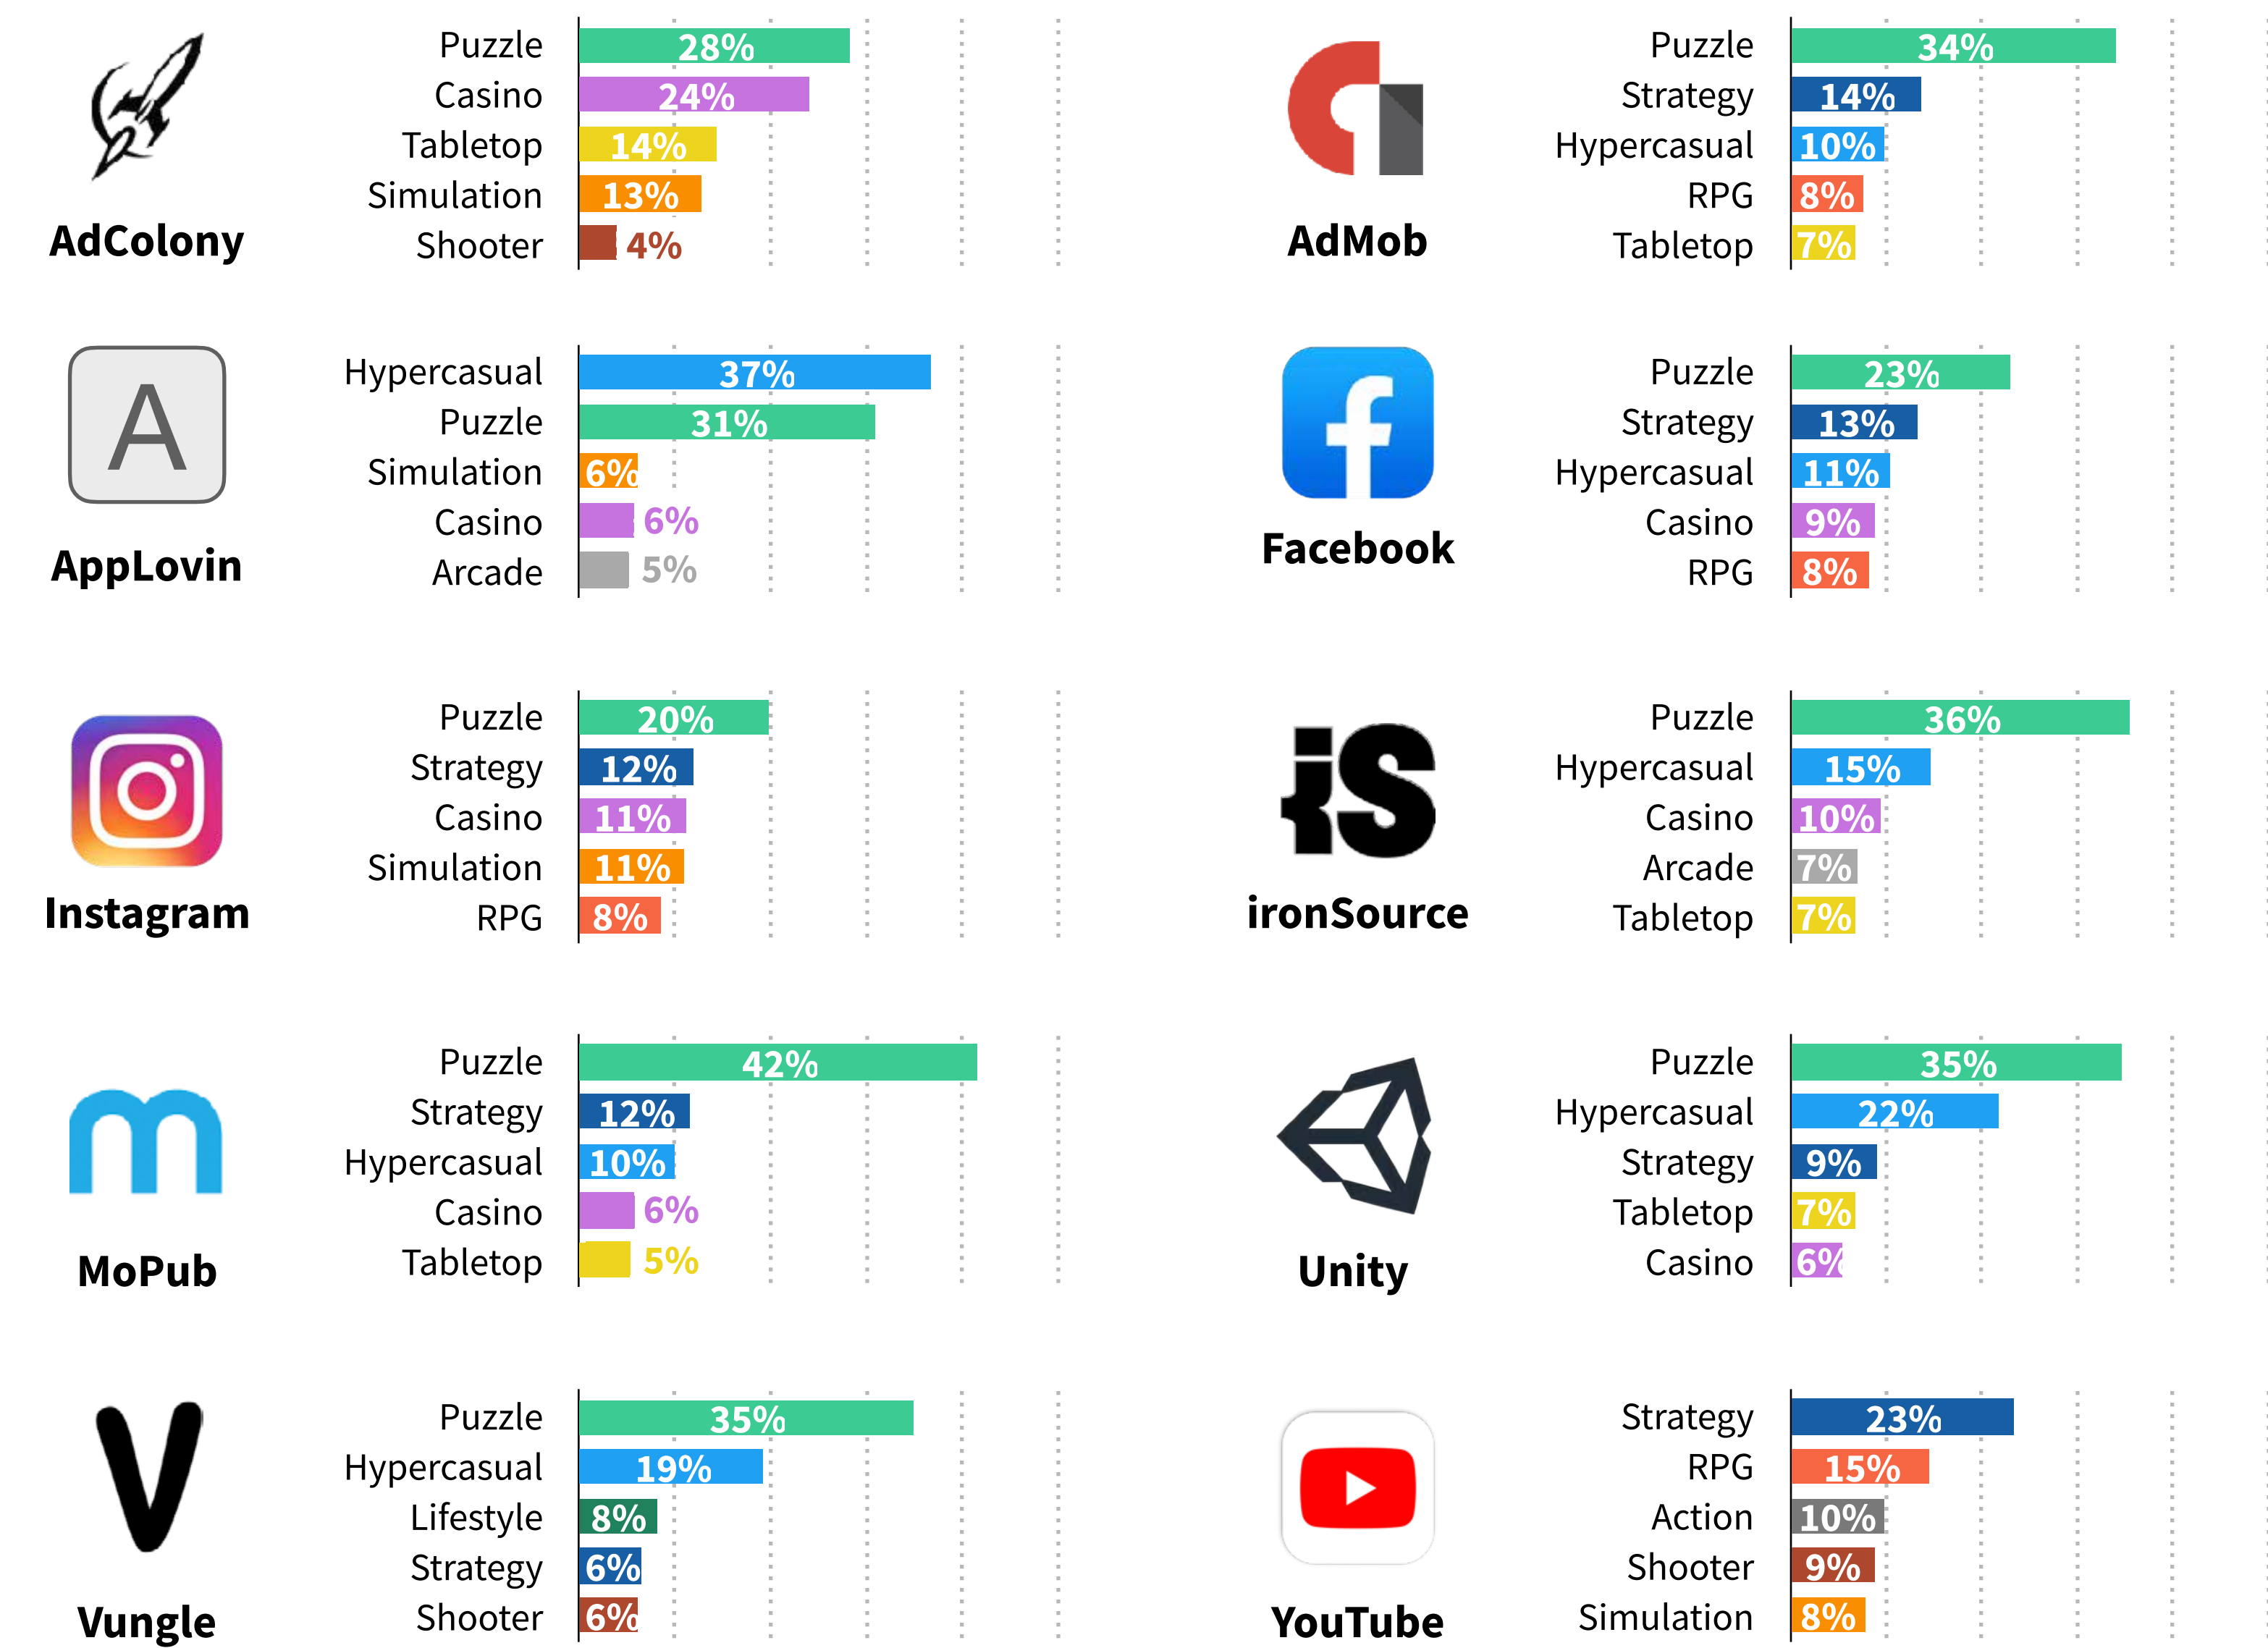 Puzzle 28%
Casino 24%
Tabletop 14%
Simulation 13%
Shooter 4%
AdColony
Puzzle 34%
Strategy 14%
Hypercasual 10%
RPG 8%
Tabletop 7%
AdMob
A
Hypercasual 37%
Puzzle 31%
Simulation 6%
Casino 6%
Arcade 5%
AppLovin
f
Puzzle 23%
Strategy 13%
Hypercasual 11%
Casino 9%
RPG 8%
Facebook
Puzzle 20%
Strategy 12%
Casino 11%
Simulation 11%
RPG 8%
Instagram
iS
Puzzle 36%
Hypercasual 15%
Casino 10%
Arcade 7%
Tabletop 7%
ironSource
m
Puzzle 42%
Strategy 12%
Hypercasual 10%
Casino 6%
Tabletop 5%
MoPub
Puzzle 35%
Hypercasual 22%
Strategy 9%
Tabletop 7%
Casino 6%
Unity
V
Puzzle 35%
Hypercasual 19%
Lifestyle 8%
Strategy 6%
Shooter 6%
Vungle
Strategy 23%
RPG 15%
Action 10%
Shooter 9%
Simulation 8%
YouTube